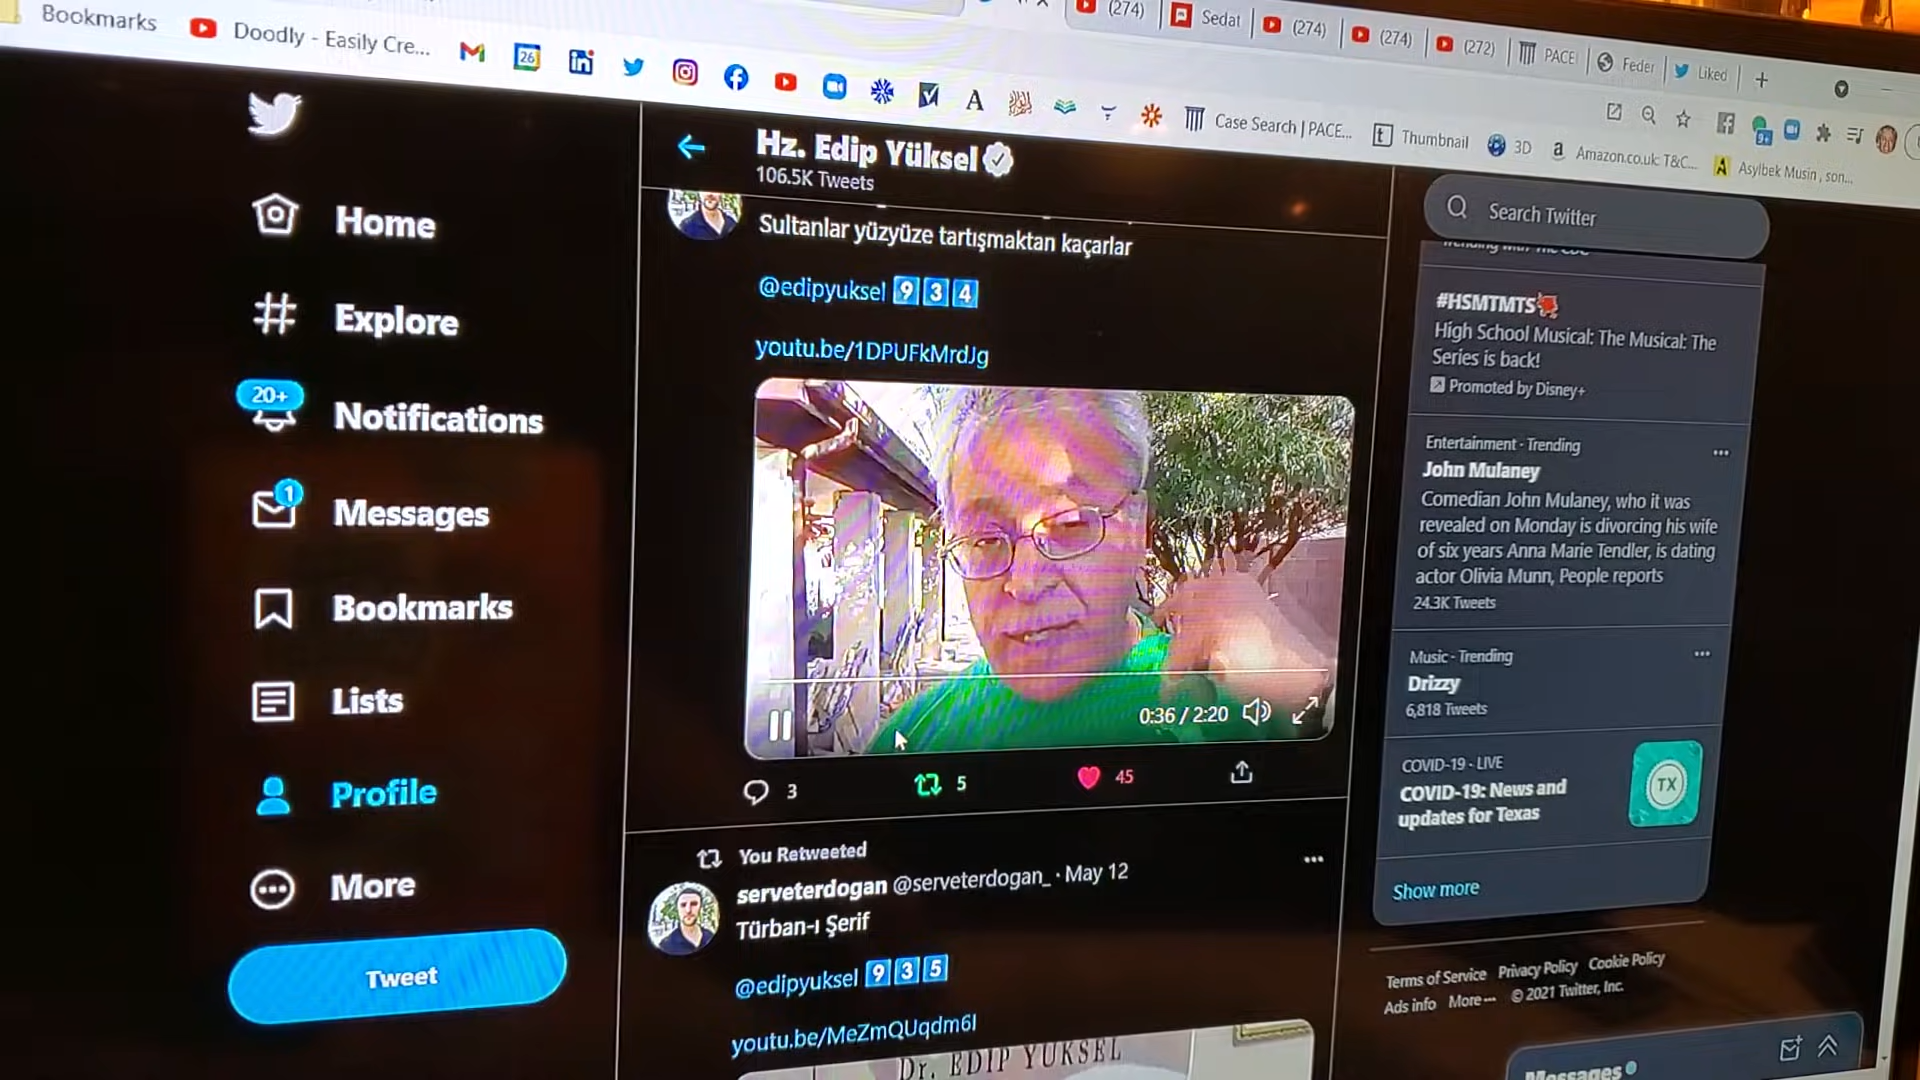 Bookmarks
Doodly - Easily Cre...
26
(274)
Sedat
(274)
(274)
(272)
PACE
Feder
Liked
A
Case Search | PACE...
t Thumbnail
3D
a Amazon.co.uk: T&C...
A Asylbek Musin , son...
9+
Home
Explore
20+
Notifications
1
Messages
Bookmarks
Lists
Profile
More
Tweet
Hz. Edip Yüksel
106.5K Tweets
Sultanlar yüzyüze tartışmaktan kaçarlar
@edipyuksel 9 3 4
youtu.be/1DPUFkMrdJg
0:36 / 2:20
3
5
45
You Retweeted
serveterdogan @serveterdogan_ · May 12
Türban-ı Şerif
@edipyuksel 9 3 5
youtu.be/MeZmQUqdm6I
Dr. EDIP YUKSEL
Search Twitter
#HSMTMTS
High School Musical: The Musical: The
Series is back!
Promoted by Disney+
Entertainment · Trending
John Mulaney
Comedian John Mulaney, who it was
revealed on Monday is divorcing his wife
of six years Anna Marie Tendler, is dating
actor Olivia Munn, People reports
24.3K Tweets
Music · Trending
Drizzy
6,818 Tweets
COVID-19 · LIVE
COVID-19: News and
updates for Texas
TX
Show more
Terms of Service Privacy Policy Cookie Policy
Ads info More ··· © 2021 Twitter, Inc.
Messages